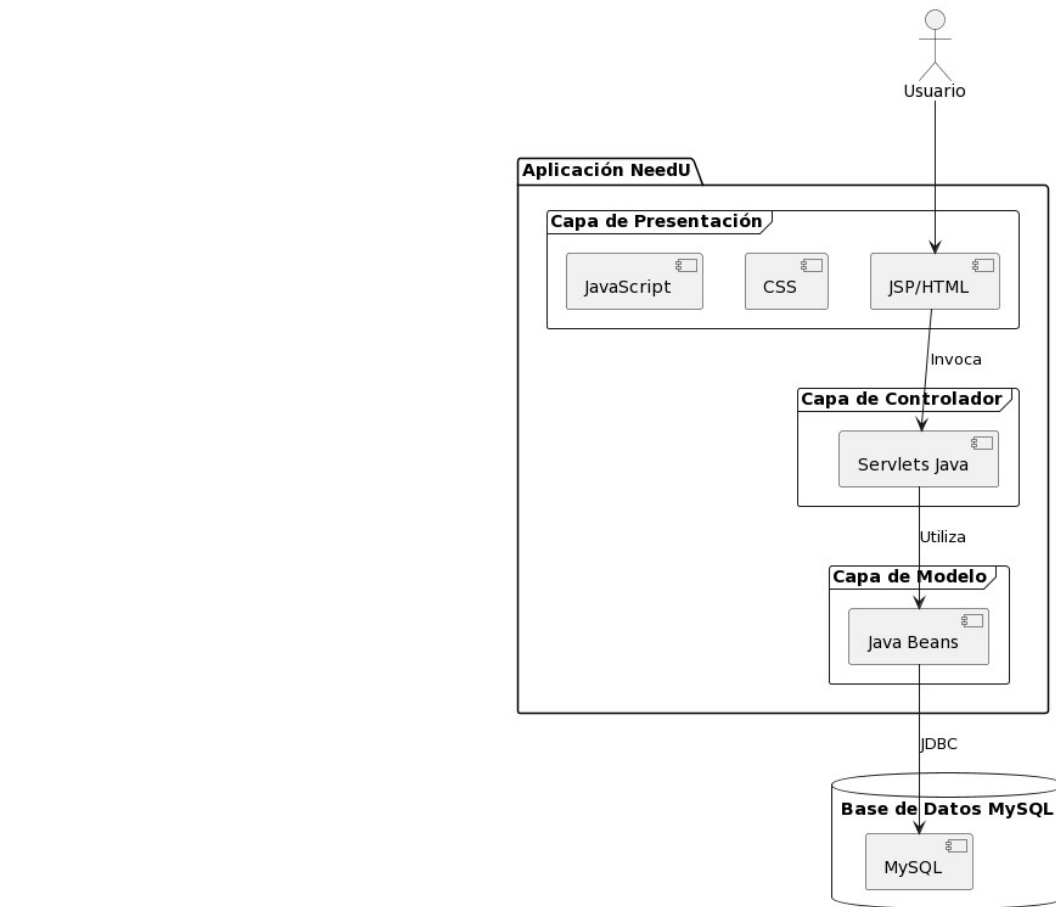 Usuario
Aplicación NeedU
Capa de Presentación
JavaScript
CSS
JSP/HTML
Invoca
Capa de Controlador
Servlets Java
Utiliza
Capa de Modelo
Java Beans
JDBC
Base de Datos MySQL
MySQL